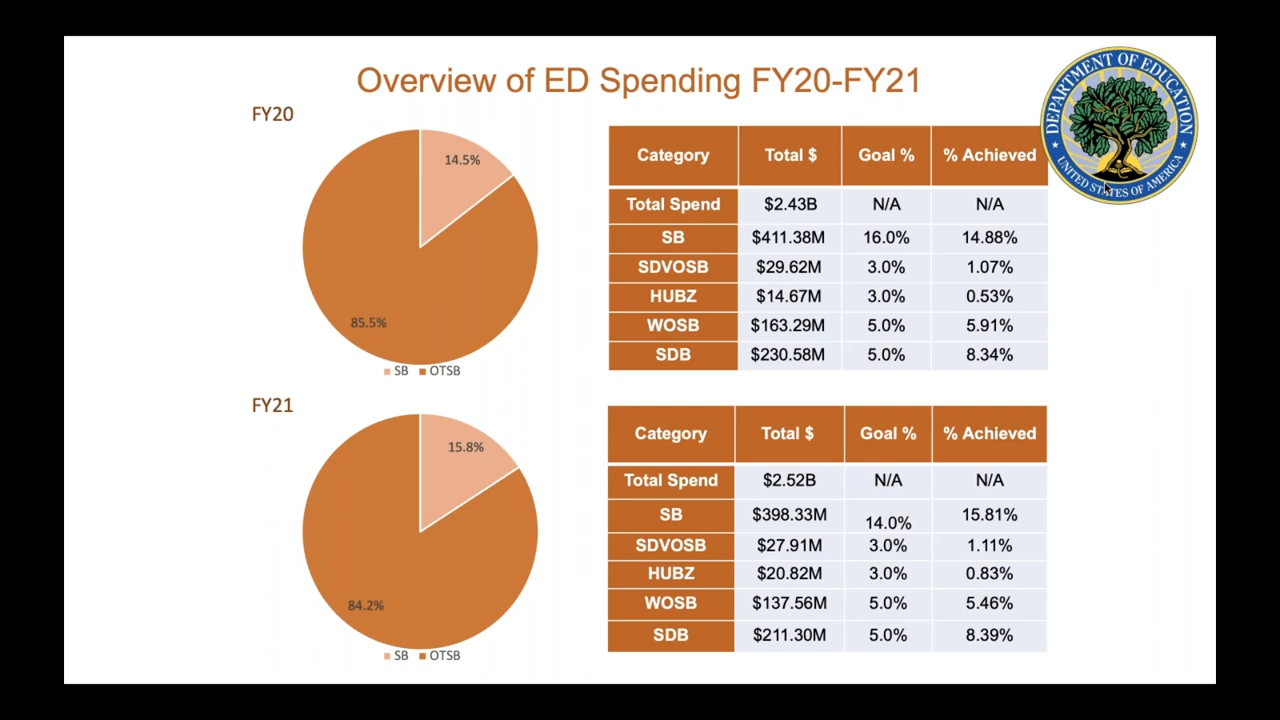 Overview of ED Spending FY20-FY21
DEPARTMENT OF EDUCATION
UNITED STATES OF AMERICA
FY20
14.5%
85.5%
SB OTSB
Category Total $ Goal % % Achieved
Total Spend $2.43B N/A N/A
SB $411.38M 16.0% 14.88%
SDVOSB $29.62M 3.0% 1.07%
HUBZ $14.67M 3.0% 0.53%
WOSB $163.29M 5.0% 5.91%
SDB $230.58M 5.0% 8.34%
FY21
15.8%
84.2%
SB OTSB
Category Total $ Goal % % Achieved
Total Spend $2.52B N/A N/A
SB $398.33M 14.0% 15.81%
SDVOSB $27.91M 3.0% 1.11%
HUBZ $20.82M 3.0% 0.83%
WOSB $137.56M 5.0% 5.46%
SDB $211.30M 5.0% 8.39%